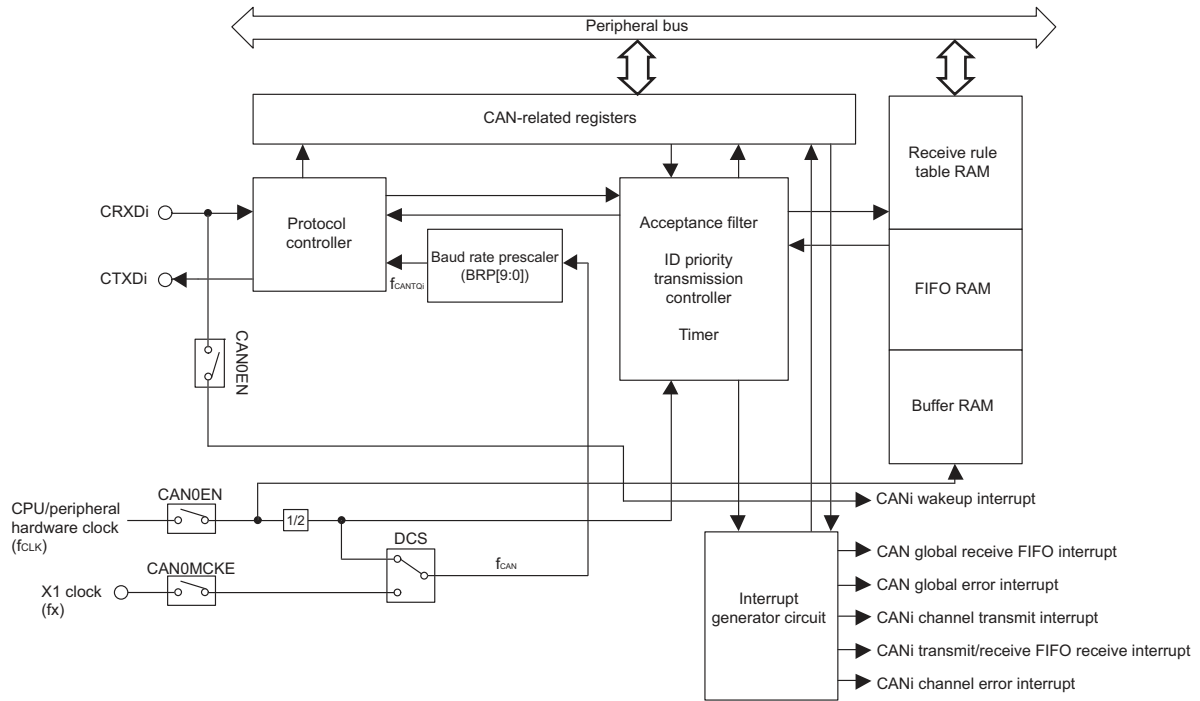 Peripheral bus
CAN-related registers
Receive rule
table RAM
FIFO RAM
Buffer RAM
CRXDi
CTXDi
Protocol
controller
Baud rate prescaler
(BRP[9:0])
fCANTQi
Acceptance filter
ID priority
transmission
controller
Timer
CAN0EN
CPU/peripheral
hardware clock
(fCLK)
CAN0EN
1/2
DCS
fCAN
X1 clock
(fx)
CAN0MCKE
Interrupt
generator circuit
CANi wakeup interrupt
CAN global receive FIFO interrupt
CAN global error interrupt
CANi channel transmit interrupt
CANi transmit/receive FIFO receive interrupt
CANi channel error interrupt